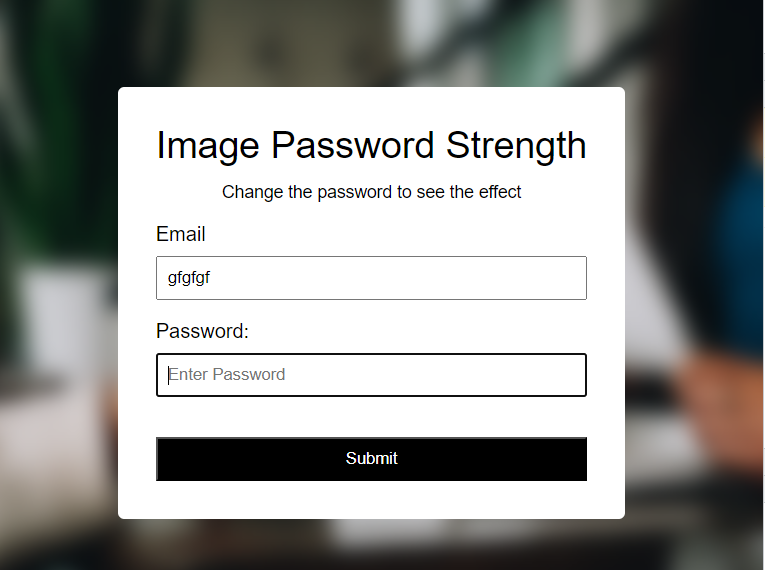 Image Password Strength
Change the password to see the effect
Email
gfgfgf
Password:
Enter Password
Submit